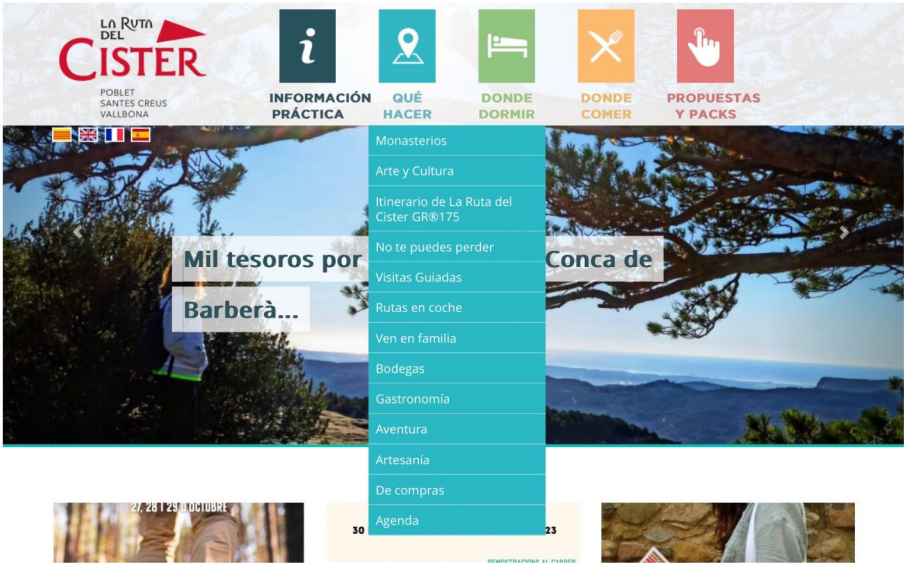 LA RUTA
DEL
CISTER
POBLET
SANTES CREUS
VALLBONA
i
INFORMACIÓN
PRÁCTICA
QUÉ
HACER
DONDE
DORMIR
DONDE
COMER
PROPUESTAS
Y PACKS
Monasterios
Arte y Cultura
Itinerario de La Ruta del
Cister GR®175
No te puedes perder
Visitas Guiadas
Rutas en coche
Ven en familia
Bodegas
Gastronomía
Aventura
Artesanía
De compras
Agenda
Mil tesoros por Conca de
Barberà...
27, 28 I 29 D'OCTUBRE
30 23